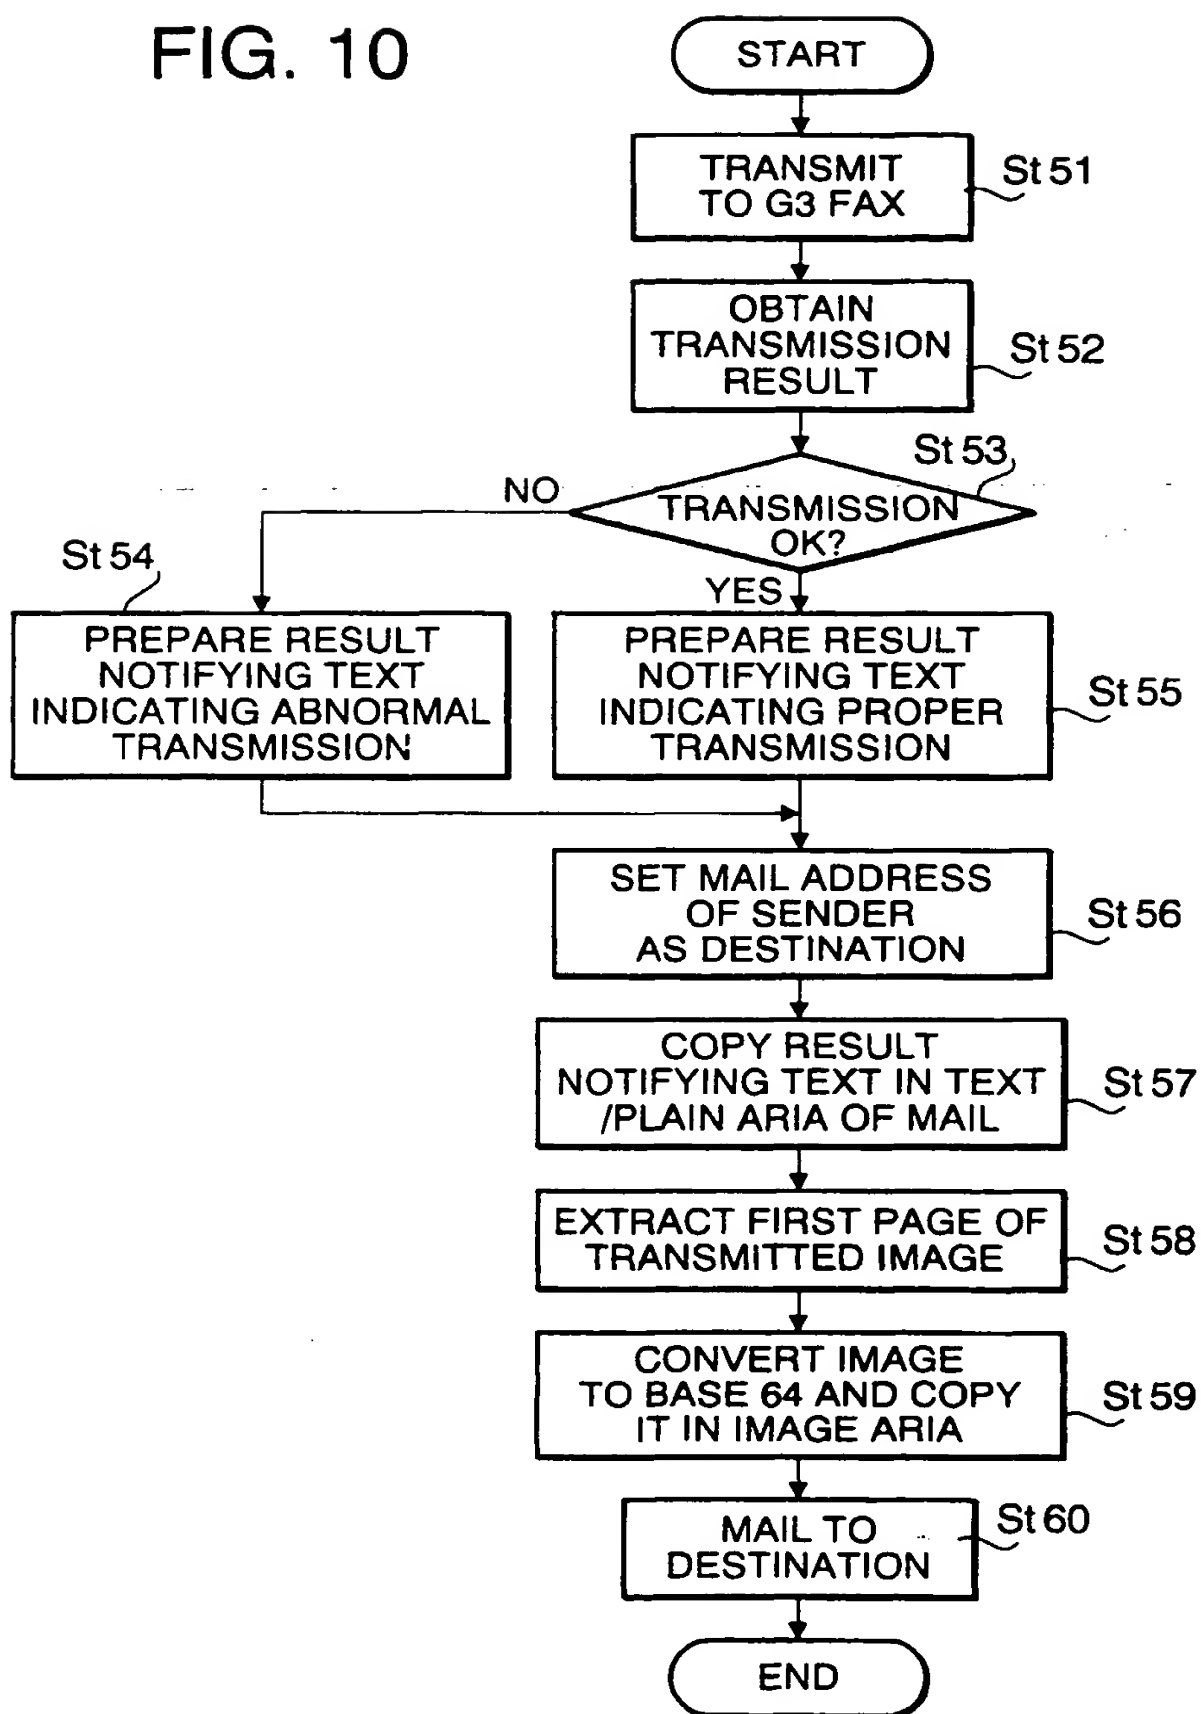 FIG. 10
START
TRANSMIT
TO G3 FAX
St 51
OBTAIN
TRANSMISSION
RESULT
St 52
St 53
NO
TRANSMISSION
OK?
YES
St 54
PREPARE RESULT
NOTIFYING TEXT
INDICATING ABNORMAL
TRANSMISSION
PREPARE RESULT
NOTIFYING TEXT
INDICATING PROPER
TRANSMISSION
St 55
SET MAIL ADDRESS
OF SENDER
AS DESTINATION
St 56
COPY RESULT
NOTIFYING TEXT IN TEXT
/PLAIN ARIA OF MAIL
St 57
EXTRACT FIRST PAGE OF
TRANSMITTED IMAGE
St 58
CONVERT IMAGE
TO BASE 64 AND COPY
IT IN IMAGE ARIA
St 59
MAIL TO
DESTINATION
St 60
END